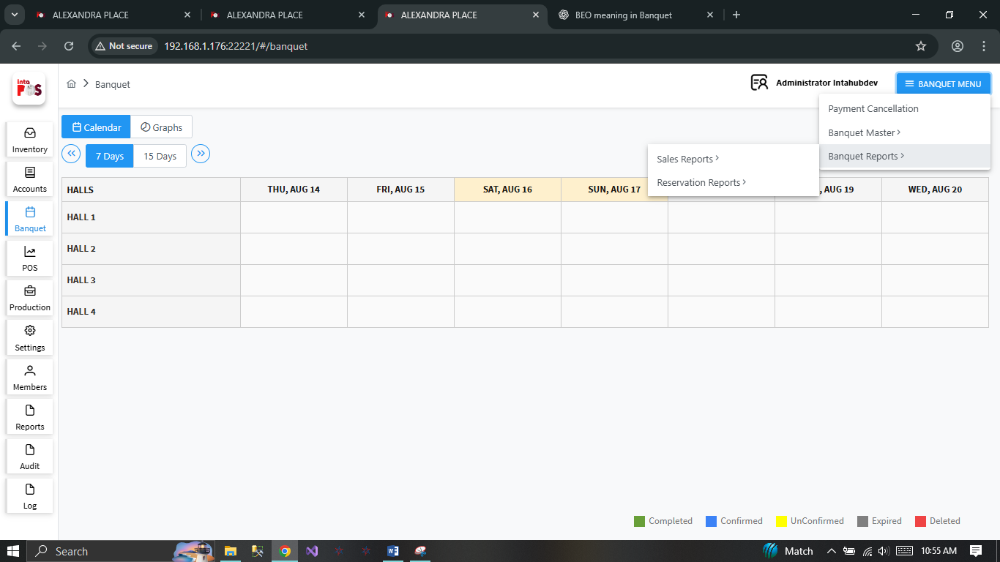 ALEXANDRA PLACE
ALEXANDRA PLACE
ALEXANDRA PLACE
BEO meaning in Banquet
Not secure
192.168.1.176:22221/#/banquet
inta
POS
Banquet
Administrator Intahubdev
BANQUET MENU
Payment Cancellation
Banquet Master
Banquet Reports
Sales Reports
Reservation Reports
Inventory
Accounts
Banquet
POS
Production
Settings
Members
Reports
Audit
Log
Calendar
Graphs
7 Days
15 Days
HALLS
THU, AUG 14
FRI, AUG 15
SAT, AUG 16
SUN, AUG 17
, AUG 19
WED, AUG 20
HALL 1
HALL 2
HALL 3
HALL 4
Completed
Confirmed
UnConfirmed
Expired
Deleted
Search
Match
10:55 AM